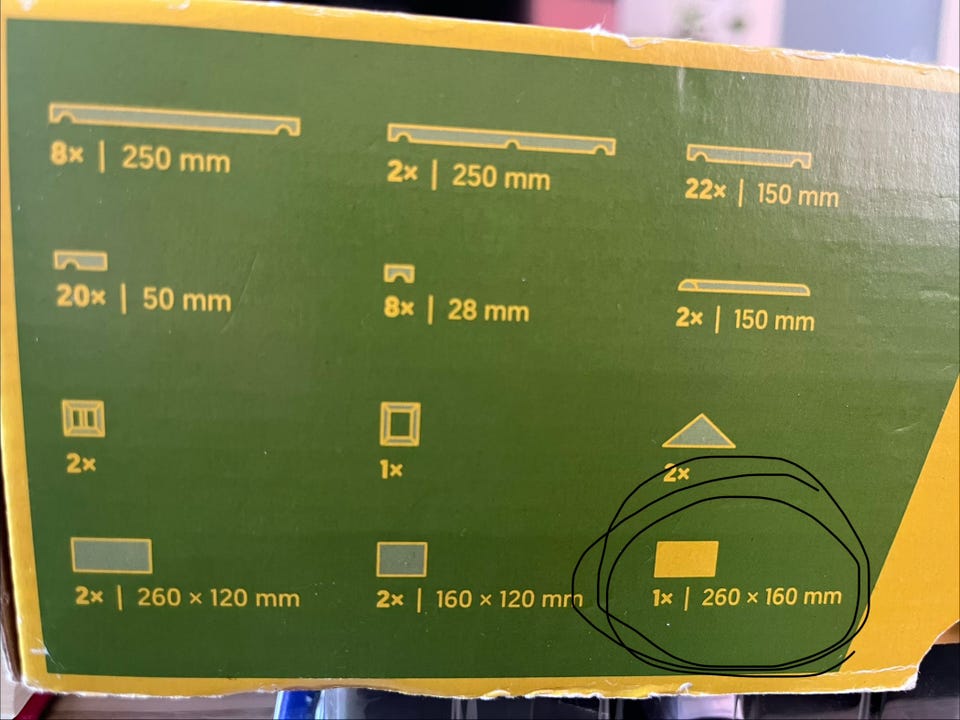 8× | 250 mm
2× | 250 mm
22× | 150 mm
20× | 50 mm
8× | 28 mm
2× | 150 mm
2×
1×
2×
2× | 260 × 120 mm
2× | 160 × 120 mm
1× | 260 × 160 mm